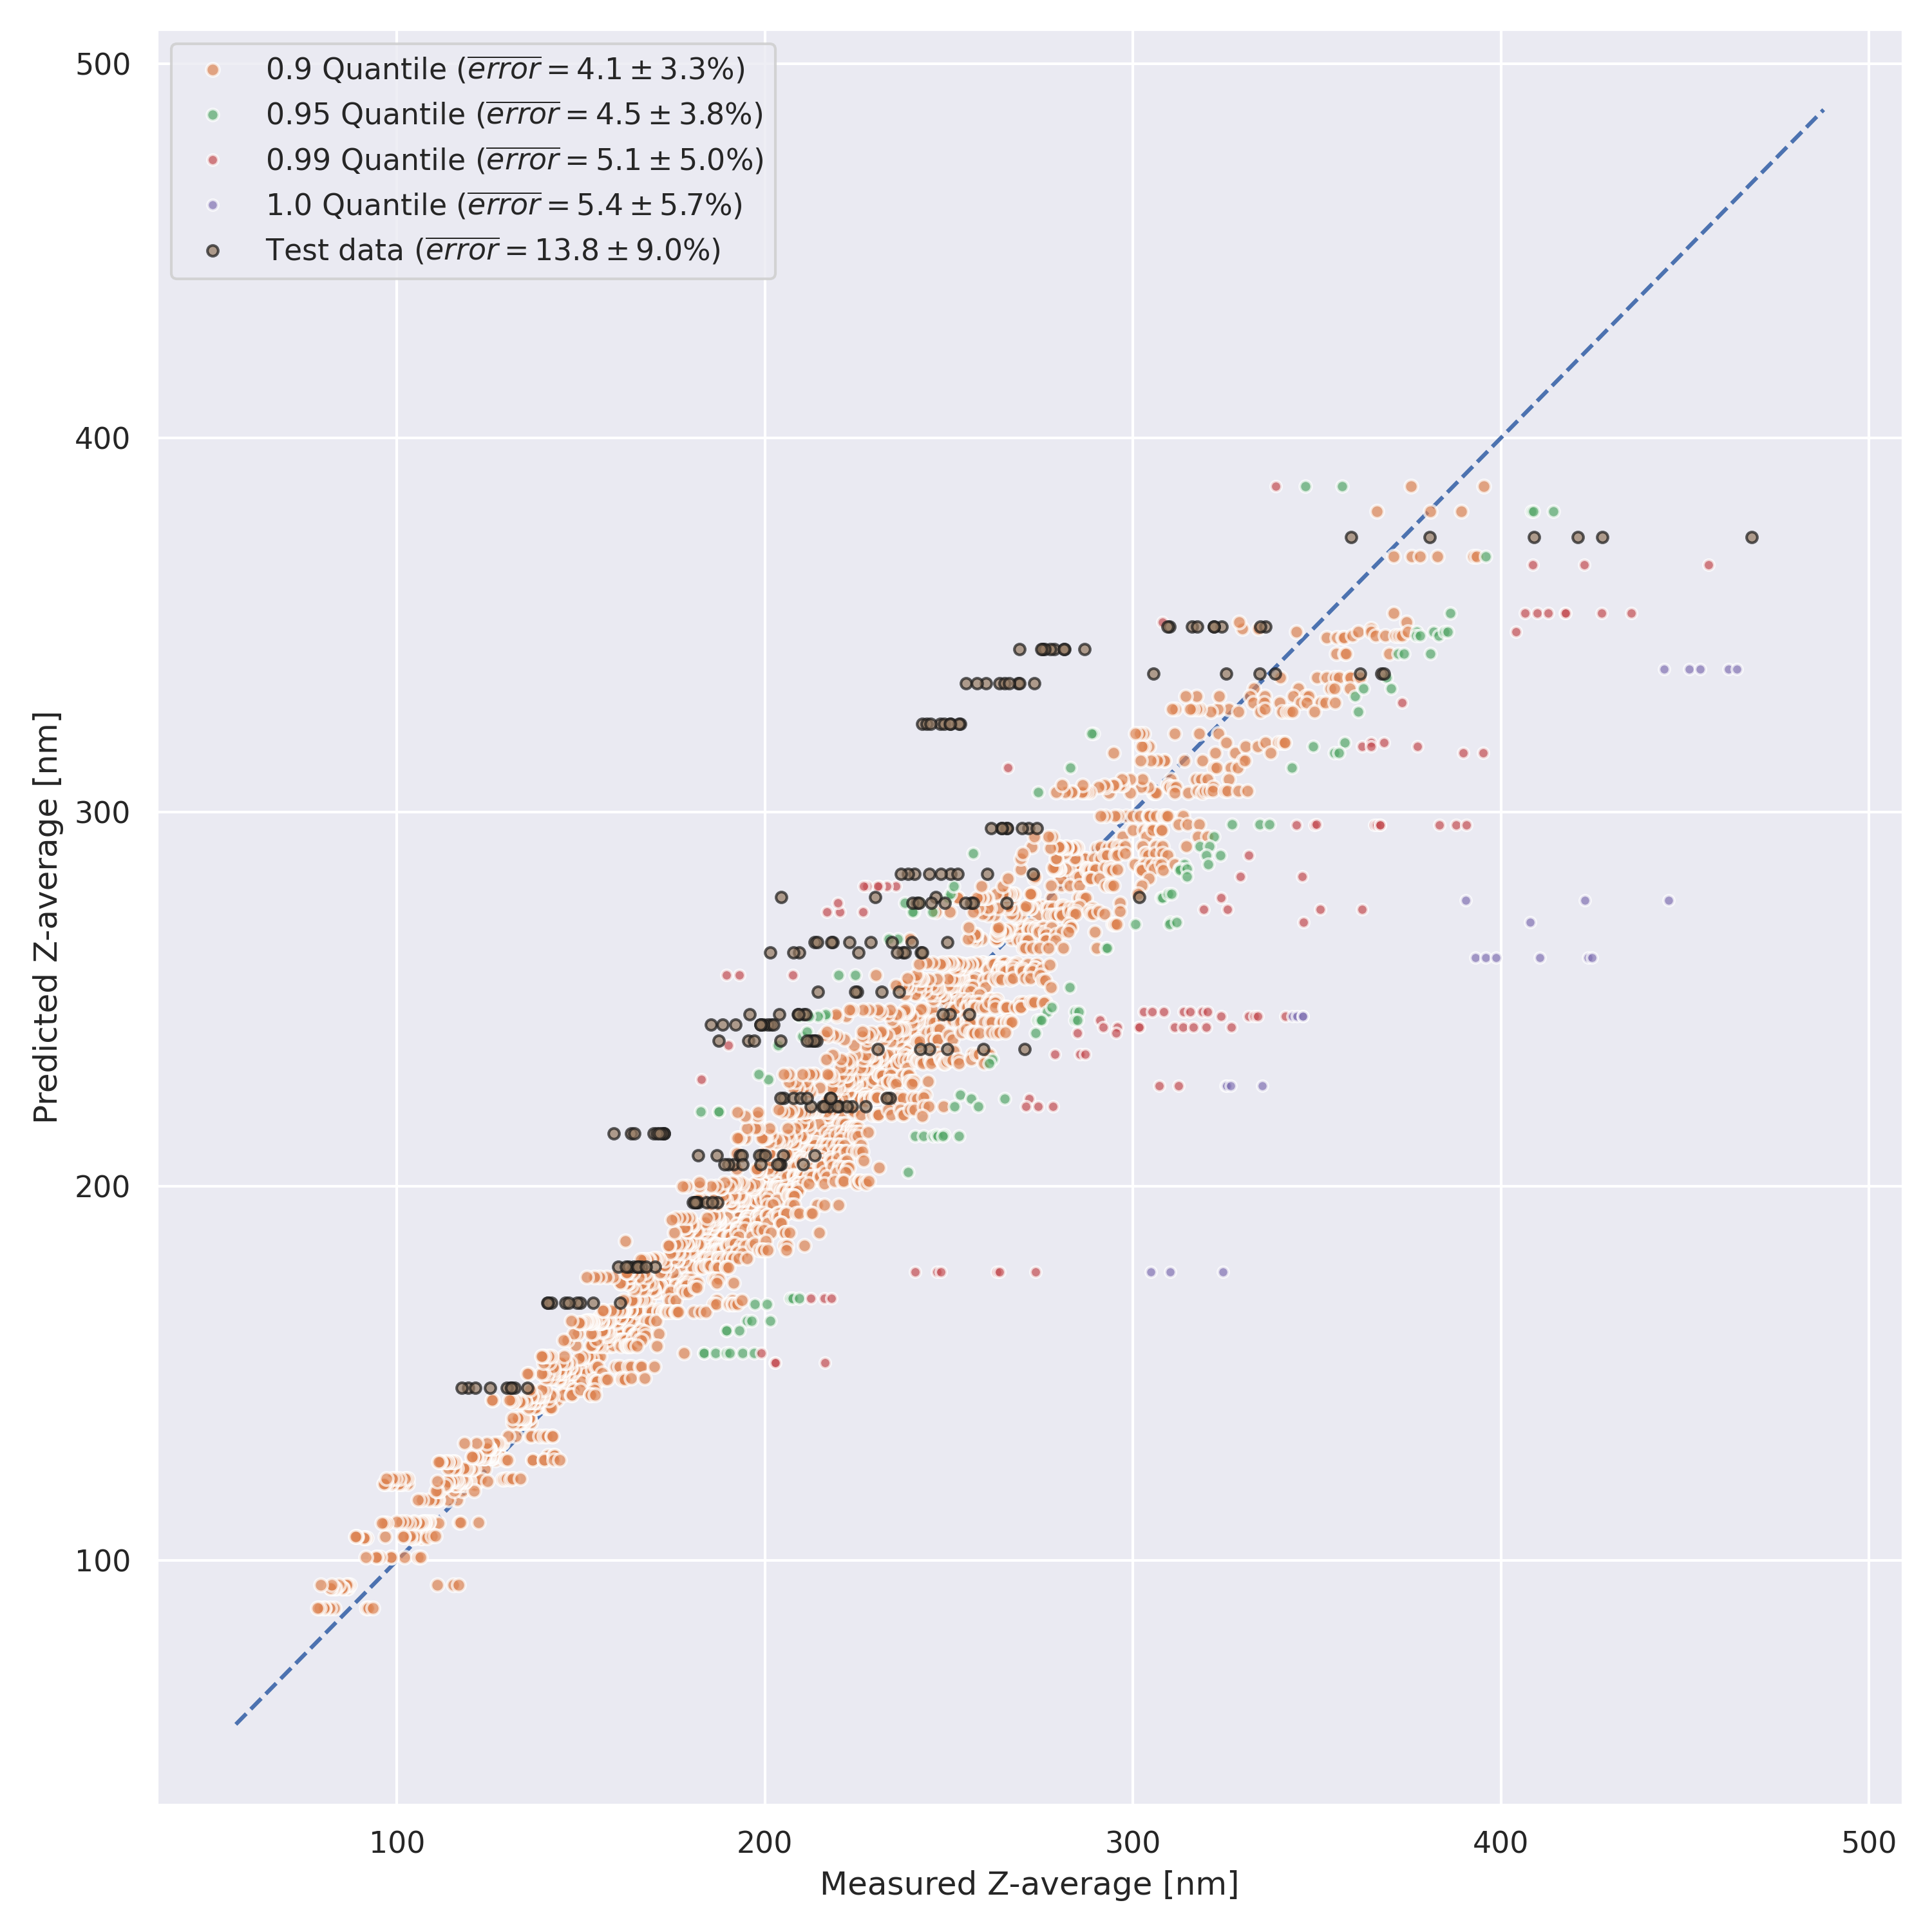 0.9 Quantile (error = 4.1 ± 3.3%)
0.95 Quantile (error = 4.5 ± 3.8%)
0.99 Quantile (error = 5.1 ± 5.0%)
1.0 Quantile (error = 5.4 ± 5.7%)
Test data (error = 13.8 ± 9.0%)
500
400
300
200
100
Predicted Z-average [nm]
100 200 300 400 500
Measured Z-average [nm]